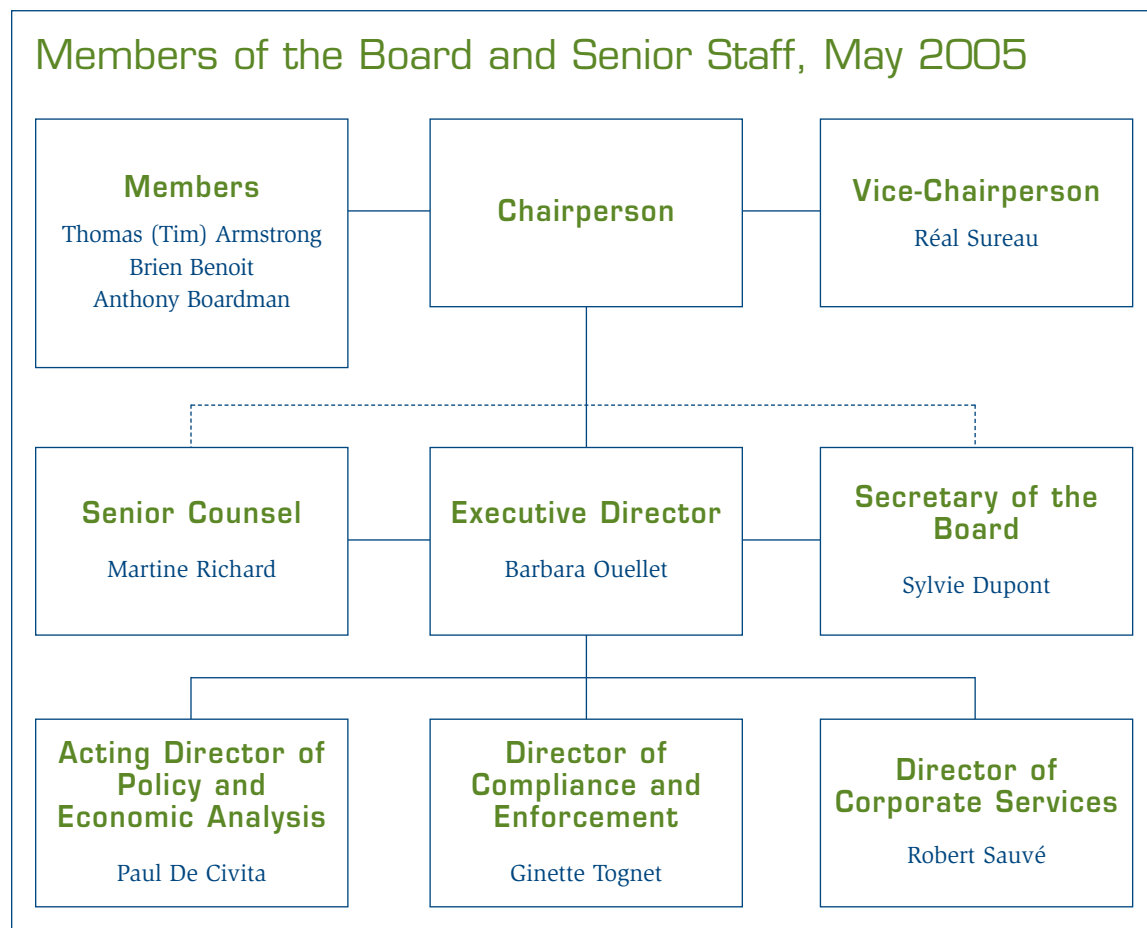 Members of the Board and Senior Staff, May 2005
Members
Thomas (Tim) Armstrong
Brien Benoit
Anthony Boardman
Chairperson
Vice-Chairperson
Réal Sureau
Senior Counsel
Martine Richard
Executive Director
Barbara Ouellet
Secretary of the
Board
Sylvie Dupont
Acting Director of
Policy and
Economic Analysis
Paul De Civita
Director of
Compliance and
Enforcement
Ginette Tognet
Director of
Corporate Services
Robert Sauvé